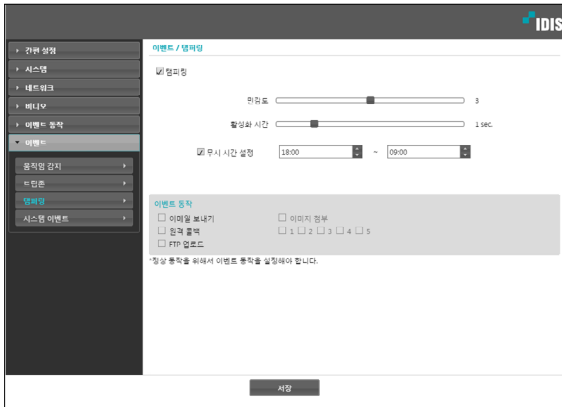 IDIS
간편 설정
시스템
네트워크
비디오
이벤트 동작
이벤트
움직임 감지
트립존
탬퍼링
시스템 이벤트
이벤트 / 탬퍼링
탬퍼링
민감도 3
활성화 시간 1 sec.
무시 시간 설정 18:00 ~ 09:00
이벤트 동작
이메일 보내기 이미지 첨부
원격 콜백 1 2 3 4 5
FTP 업로드
*정상 동작을 위해서 이벤트 동작을 설정해야 합니다.
저장